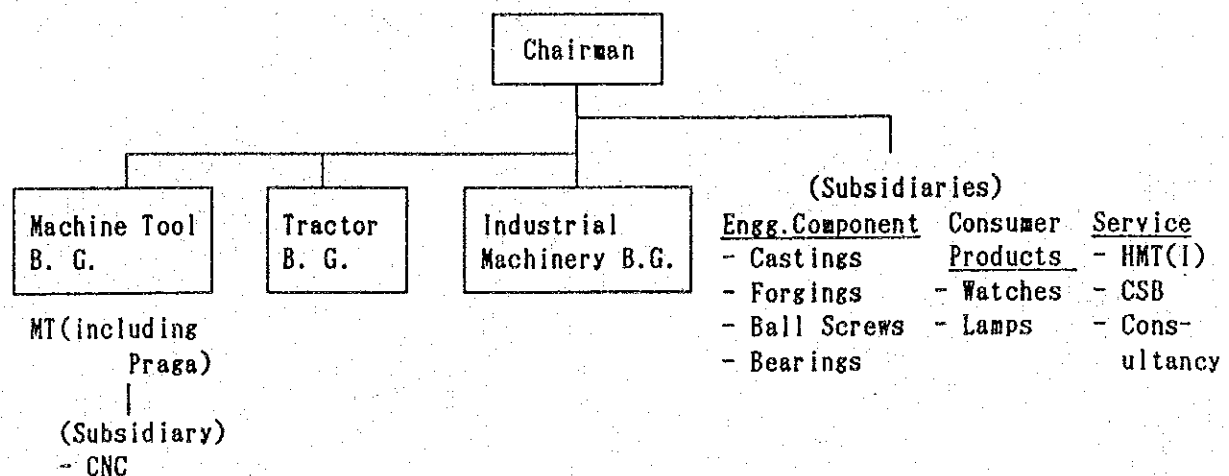 Chairman
Machine Tool
B. G.
Tractor
B. G.
Industrial
Machinery B.G.
(Subsidiaries)
Engg.Component
- Castings
- Forgings
- Ball Screws
- Bearings
Consumer
Products
- Watches
- Lamps
Service
- HMT(I)
- CSB
- Cons-
ultancy
MT(including
Praga)
(Subsidiary)
- CNC